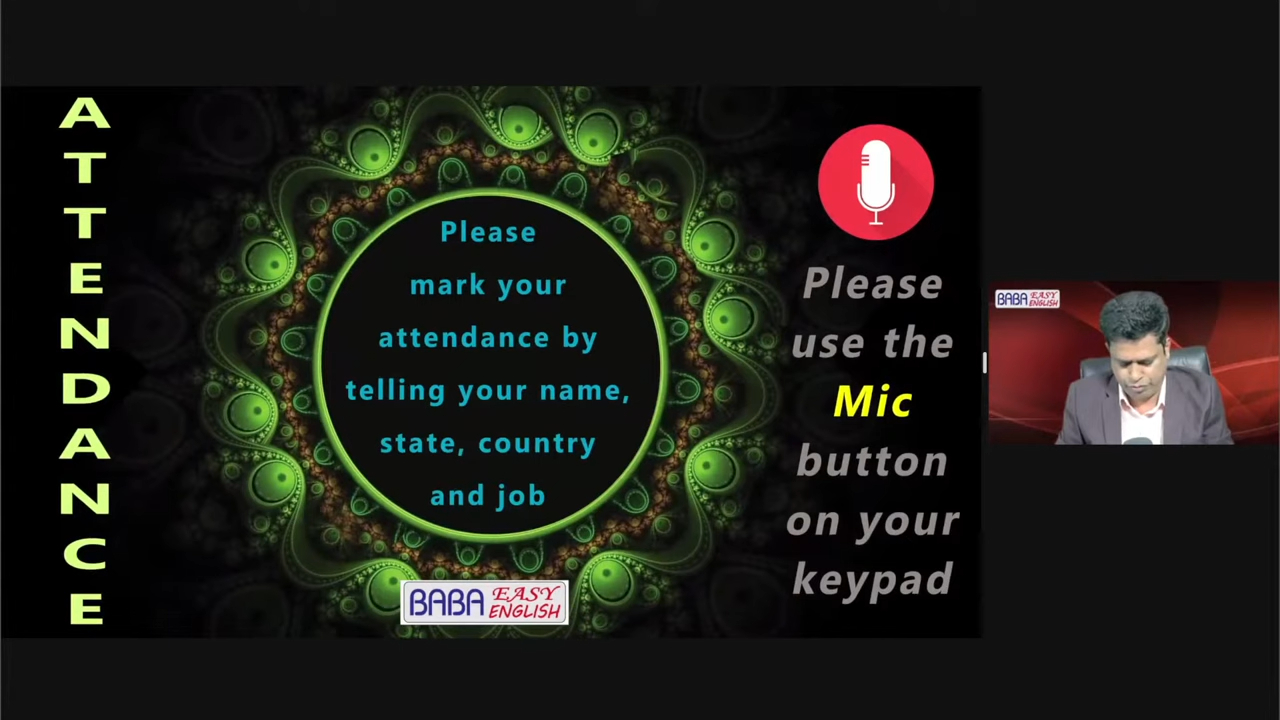 ATTENDANCE
Please
mark your
attendance by
telling your name,
state, country
and job
BABA EASY ENGLISH
Please
use the
Mic
button
on your
keypad
BABA EASY ENGLISH